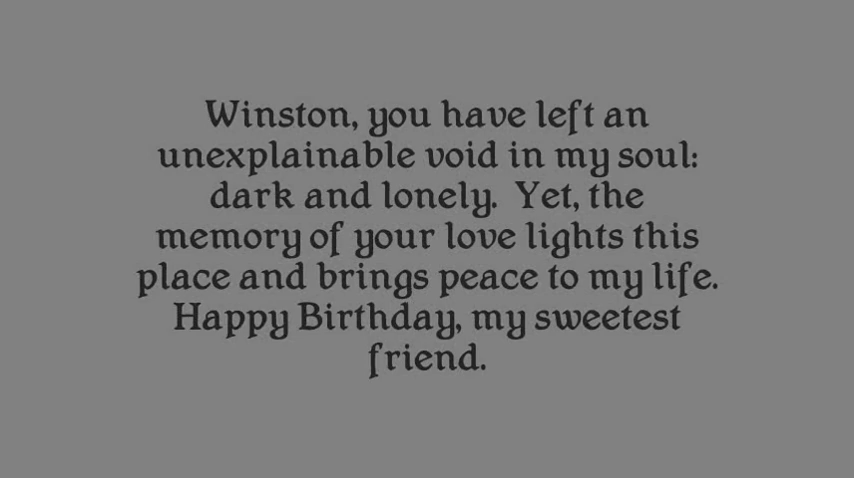 Winston, you have left an
unexplainable void in my soul:
dark and lonely.  Yet, the
memory of your love lights this
place and brings peace to my life.
Happy Birthday, my sweetest
friend.